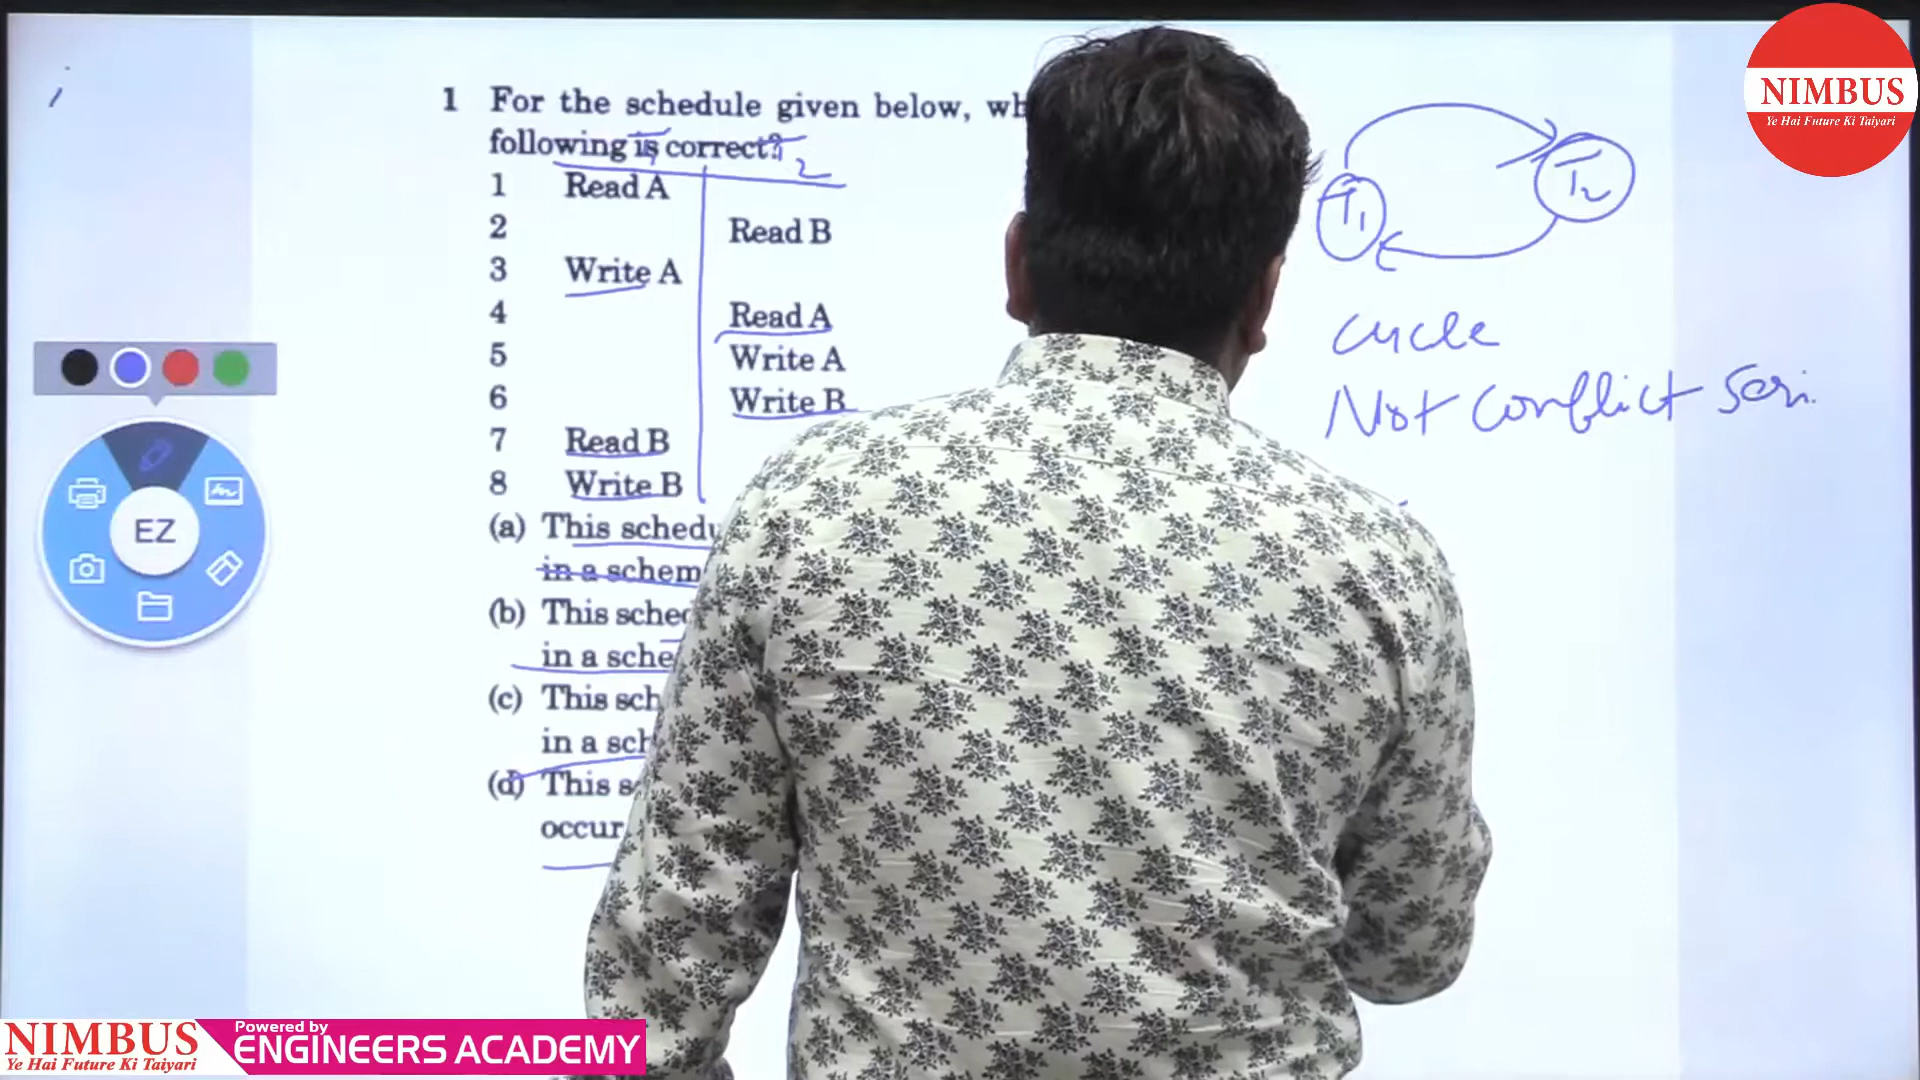 1 For the schedule given below, wh
following is correct?
T1 T2
1 Read A
2 Read B
3 Write A
4 Read A
5 Write A
6 Write B
7 Read B
8 Write B
(a) This schedu
in a schem
(b) This sched
in a sche
(c) This sch
in a sch
(d) This s
occur
EZ
T1 T2
cycle
Not Conflict Seri.
NIMBUS
Ye Hai Future Ki Taiyari
NIMBUS
Ye Hai Future Ki Taiyari
Powered by
ENGINEERS ACADEMY